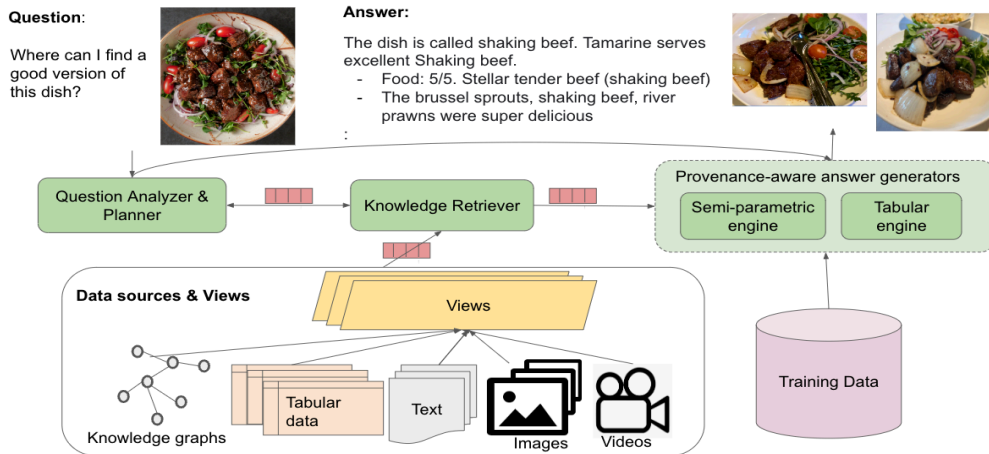 Question:
Where can I find a
good version of
this dish?
Answer:
The dish is called shaking beef. Tamarine serves
excellent Shaking beef.
- Food: 5/5. Stellar tender beef (shaking beef)
- The brussel sprouts, shaking beef, river
prawns were super delicious
:
Question Analyzer &
Planner
Knowledge Retriever
Provenance-aware answer generators
Semi-parametric
engine
Tabular
engine
Data sources & Views
Views
Knowledge graphs
Tabular
data
Text
Images
Videos
Training Data